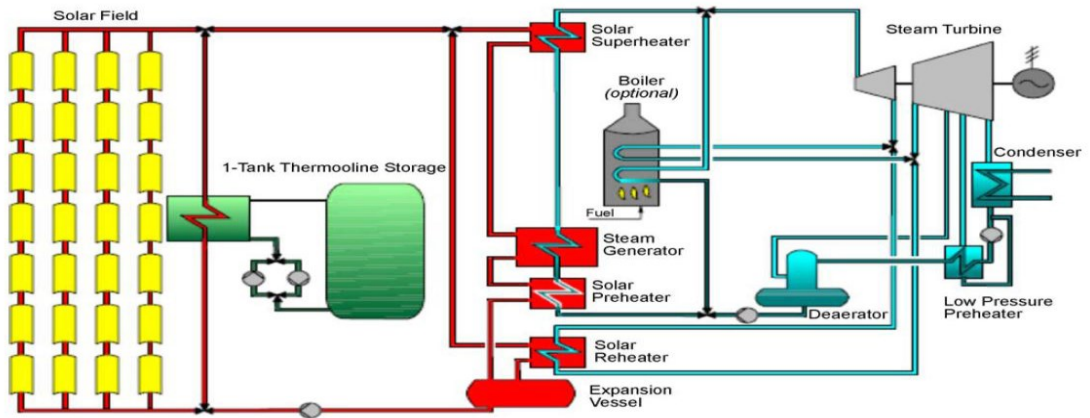 Solar Field
Solar
Superheater
Steam Turbine
Boiler
(optional)
1-Tank Thermooline Storage
Condenser
Fuel
Steam
Generator
Solar
Preheater
Deaerator
Low Pressure
Preheater
Solar
Reheater
Expansion
Vessel